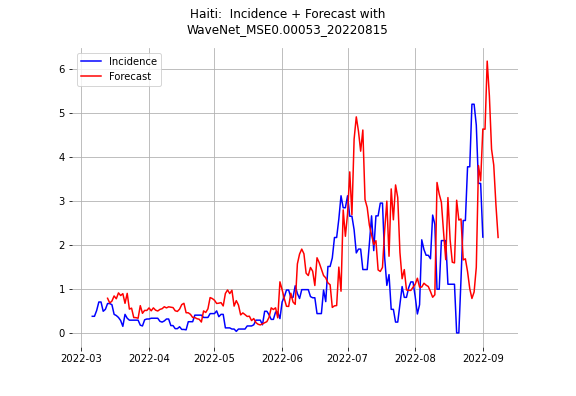 Haiti:  Incidence + Forecast with
WaveNet_MSE0.00053_20220815
Incidence
Forecast
6
5
4
3
2
1
0
2022-03 2022-04 2022-05 2022-06 2022-07 2022-08 2022-09